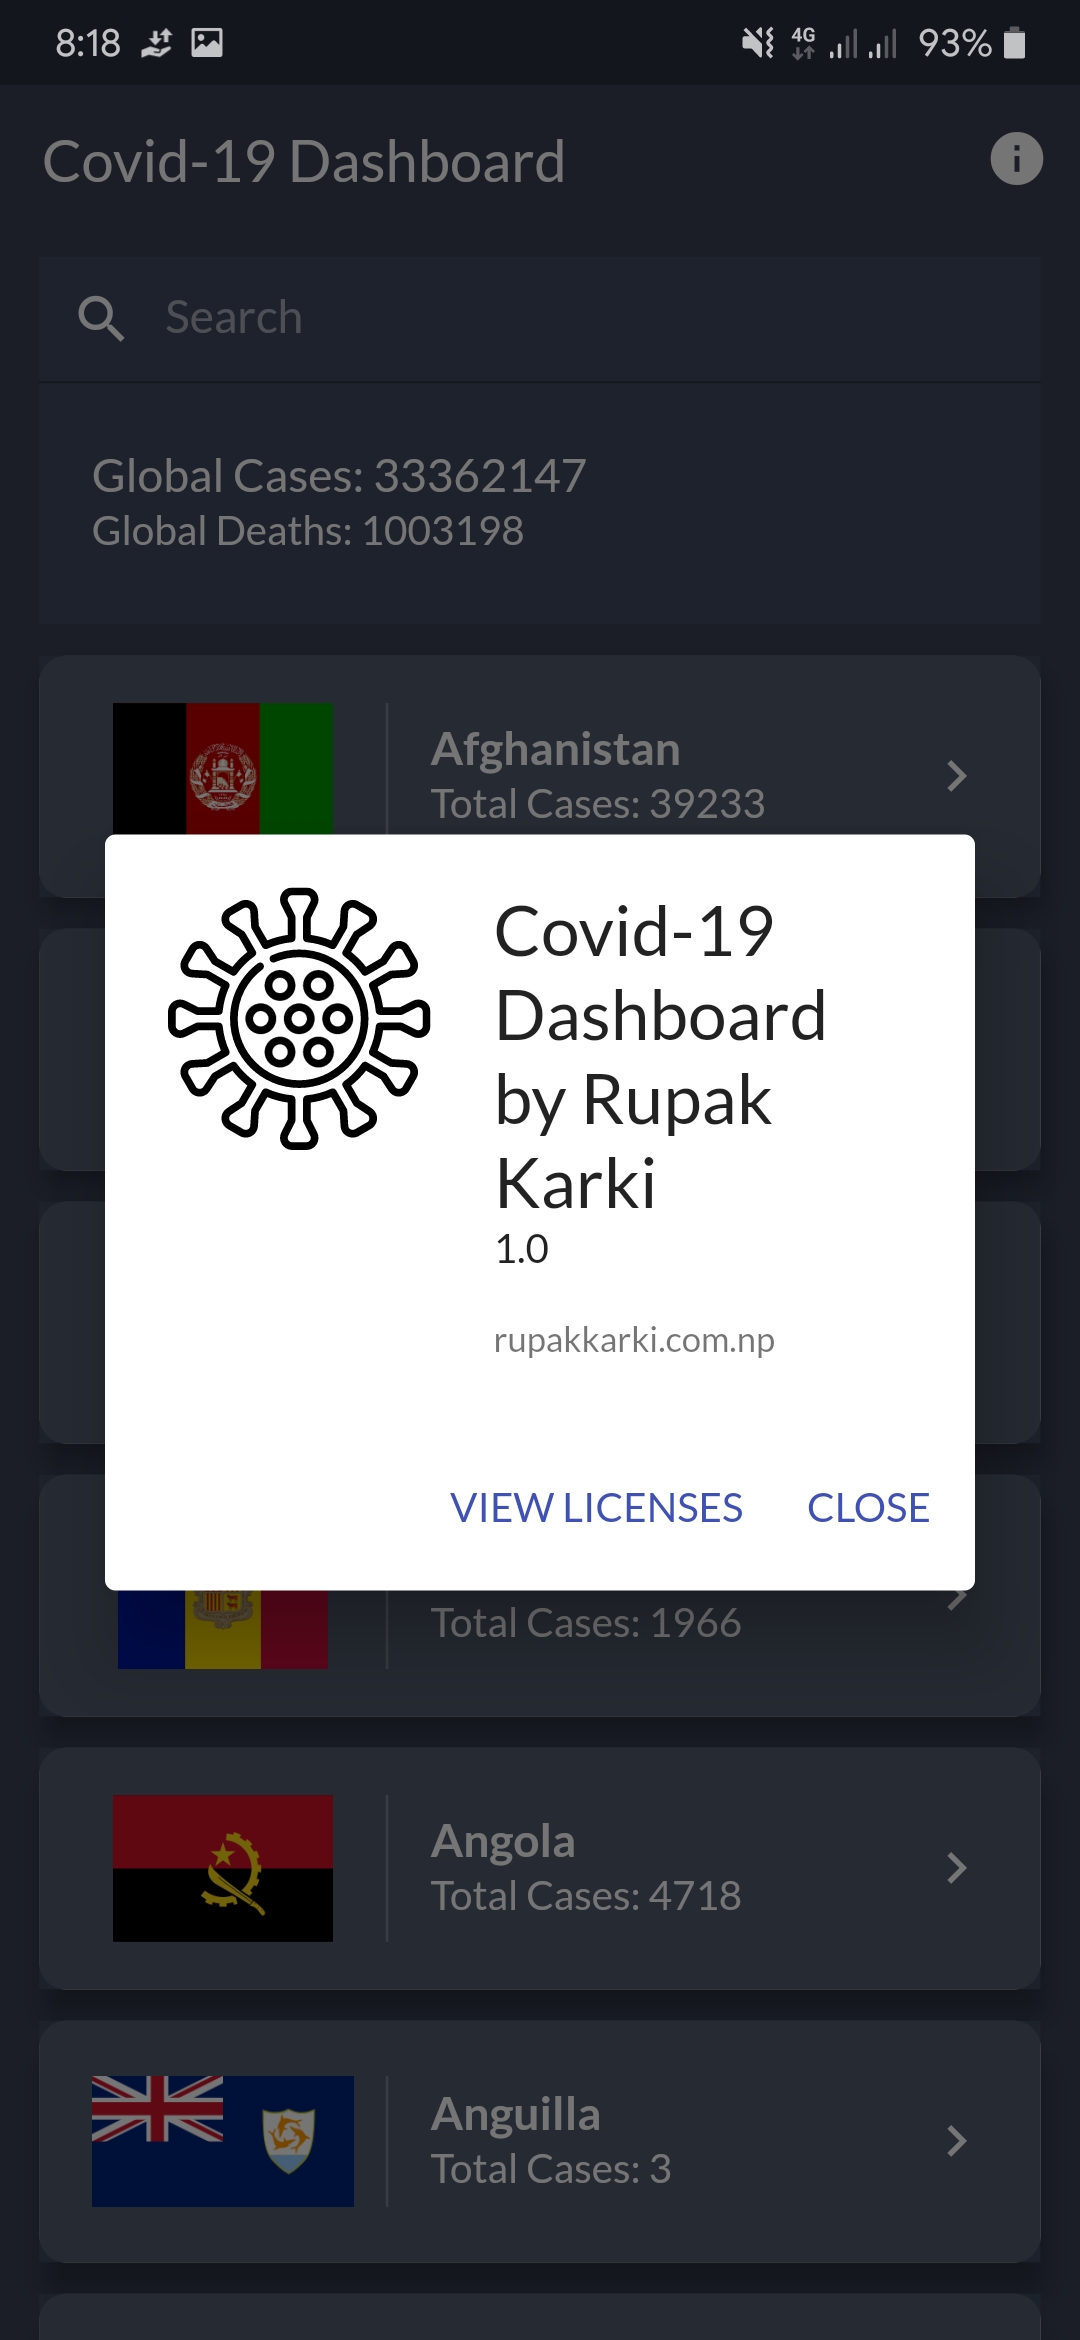 8:18
4G
93%
Covid-19 Dashboard
Search
Global Cases: 33362147
Global Deaths: 1003198
Afghanistan
Total Cases: 39233
Covid-19
Dashboard
by Rupak
Karki
1.0
rupakkarki.com.np
VIEW LICENSES CLOSE
Total Cases: 1966
Angola
Total Cases: 4718
Anguilla
Total Cases: 3